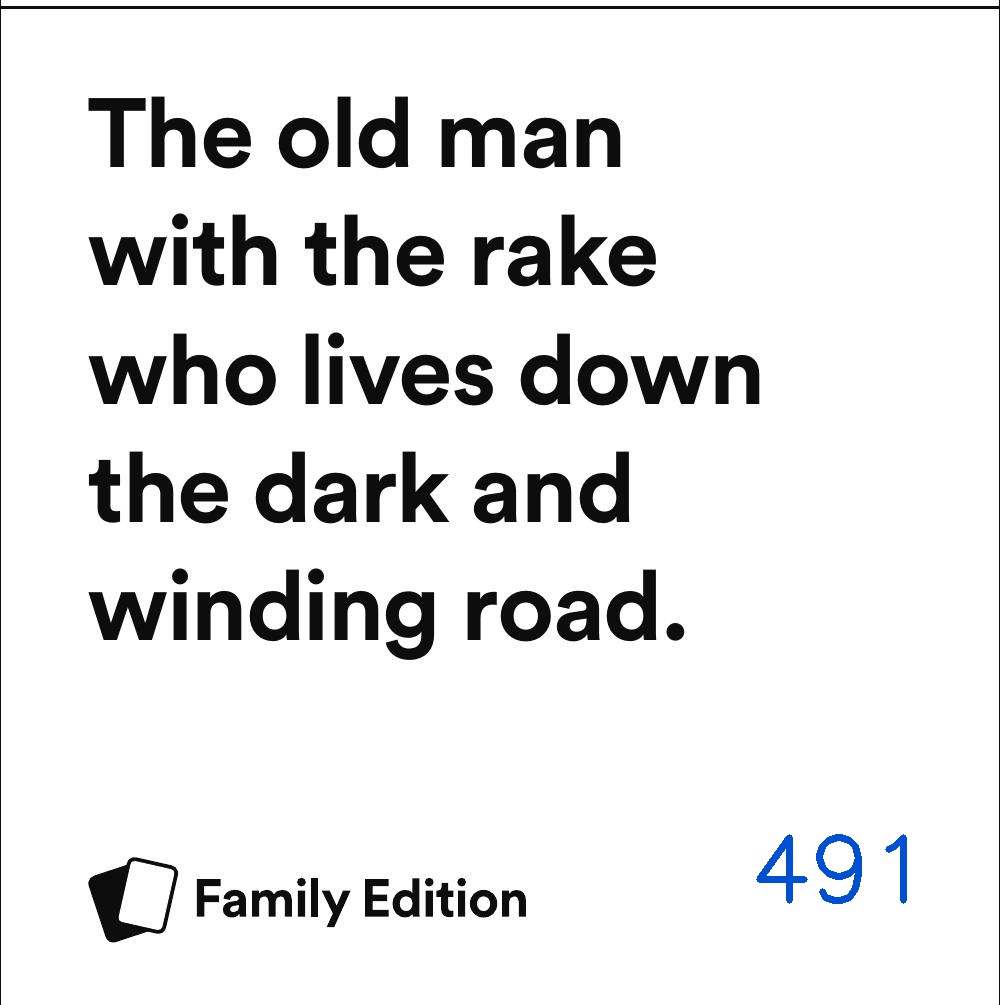 The old man
with the rake
who lives down
the dark and
winding road.
Family Edition
491